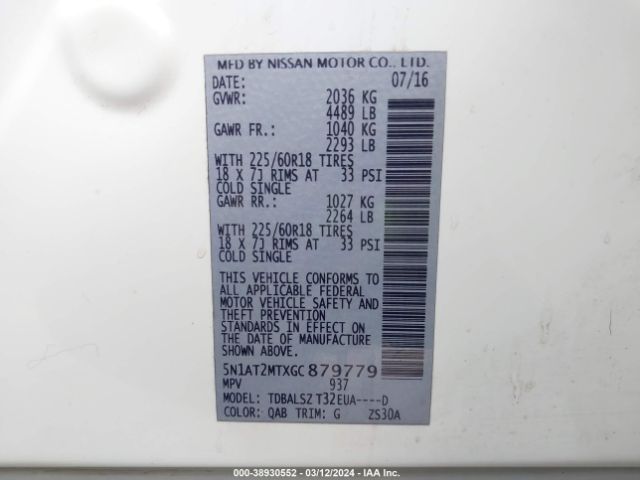 MFD BY NISSAN MOTOR CO., LTD.
DATE: 07/16
GVWR: 2036 KG
4489 LB
GAWR FR.: 1040 KG
2293 LB
WITH 225/60R18 TIRES
18 X 7J RIMS AT 33 PSI
COLD SINGLE
GAWR RR.: 1027 KG
2264 LB
WITH 225/60R18 TIRES
18 X 7J RIMS AT 33 PSI
COLD SINGLE
THIS VEHICLE CONFORMS TO
ALL APPLICABLE FEDERAL
MOTOR VEHICLE SAFETY AND
THEFT PREVENTION
STANDARDS IN EFFECT ON
THE DATE OF MANUFACTURE
SHOWN ABOVE.
5N1AT2MTXGC879779
MPV 937
MODEL: TDBALSZ T32EUA----D
COLOR: QAB TRIM: G ZS30A
000-38930552 - 03/12/2024 - IAA Inc.